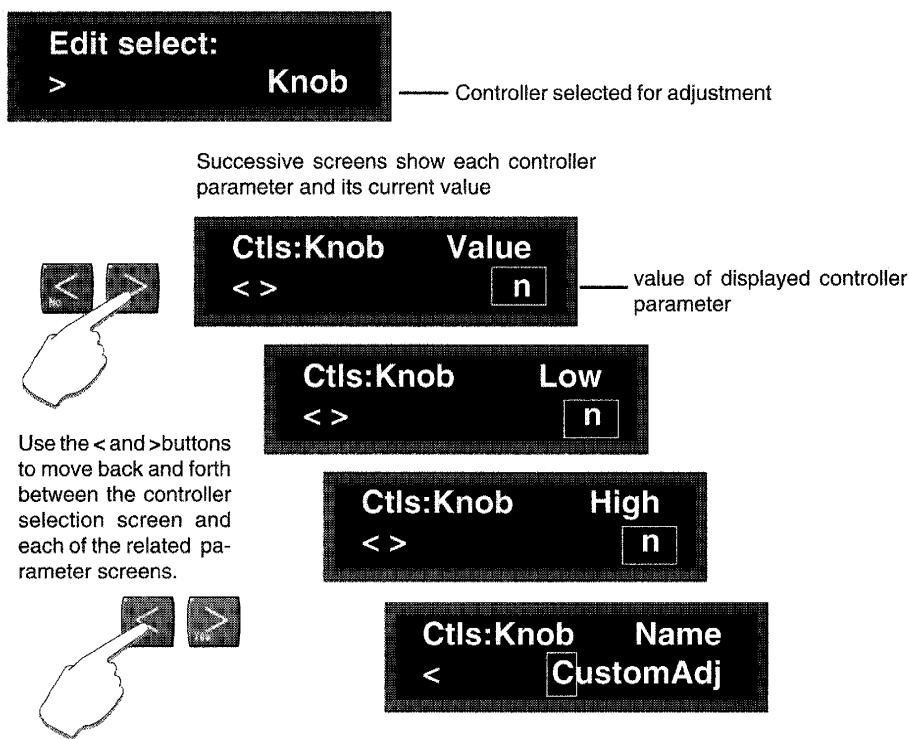 Edit select:
> Knob
Controller selected for adjustment
Successive screens show each controller
parameter and its current value
Ctls:Knob Value
< > n
< NO >
value of displayed controller
parameter
Ctls:Knob Low
< > n
Use the < and >buttons
to move back and forth
between the controller
selection screen and
each of the related pa-
rameter screens.
Ctls:Knob High
< > n
< > YES
Ctls:Knob Name
< CustomAdj